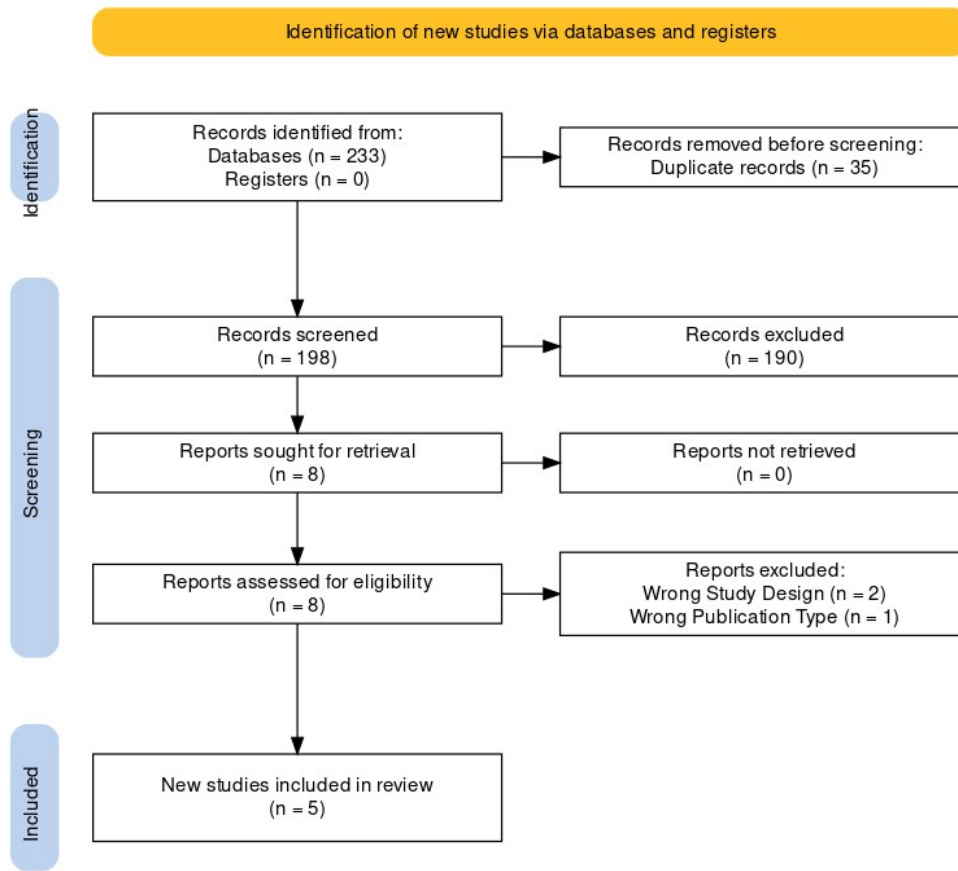 Identification of new studies via databases and registers
Identification
Records identified from:
Databases (n = 233)
Registers (n = 0)
Records removed before screening:
Duplicate records (n = 35)
Screening
Records screened
(n = 198)
Records excluded
(n = 190)
Reports sought for retrieval
(n = 8)
Reports not retrieved
(n = 0)
Reports assessed for eligibility
(n = 8)
Reports excluded:
Wrong Study Design (n = 2)
Wrong Publication Type (n = 1)
Included
New studies included in review
(n = 5)